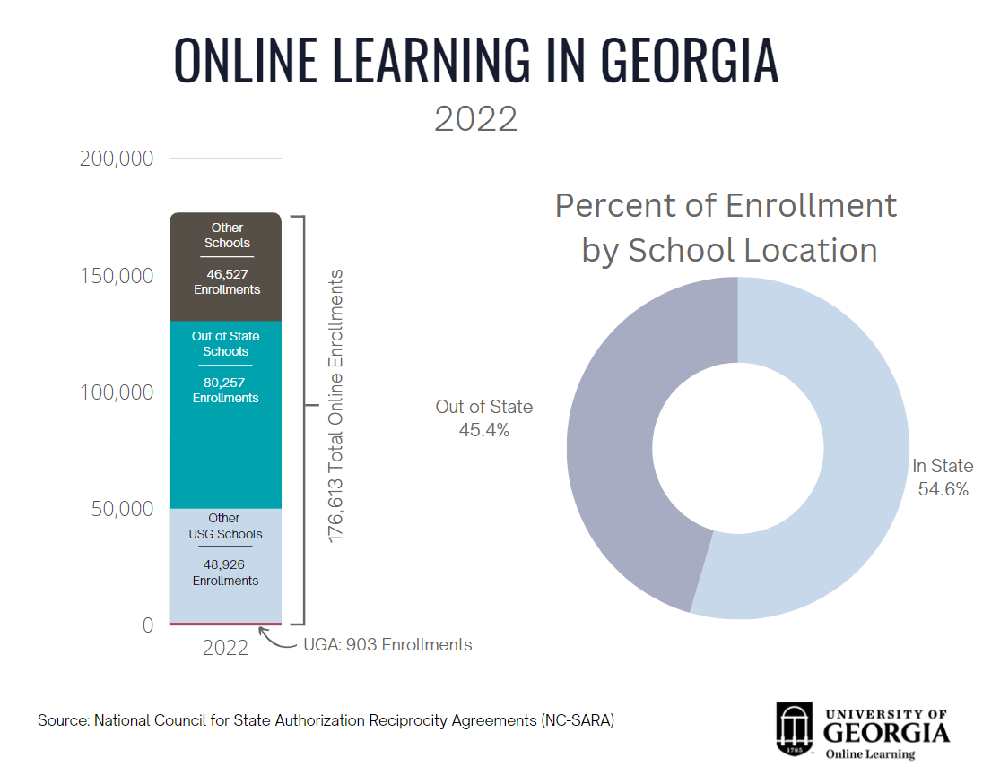 ONLINE LEARNING IN GEORGIA
2022
200,000
150,000
100,000
50,000
0
Other
Schools
46,527
Enrollments
Out of State
Schools
80,257
Enrollments
Other
USG Schools
48,926
Enrollments
2022
176,613 Total Online Enrollments
UGA: 903 Enrollments
Percent of Enrollment
by School Location
Out of State
45.4%
In State
54.6%
Source: National Council for State Authorization Reciprocity Agreements (NC-SARA)
1785
UNIVERSITY OF
GEORGIA
Online Learning